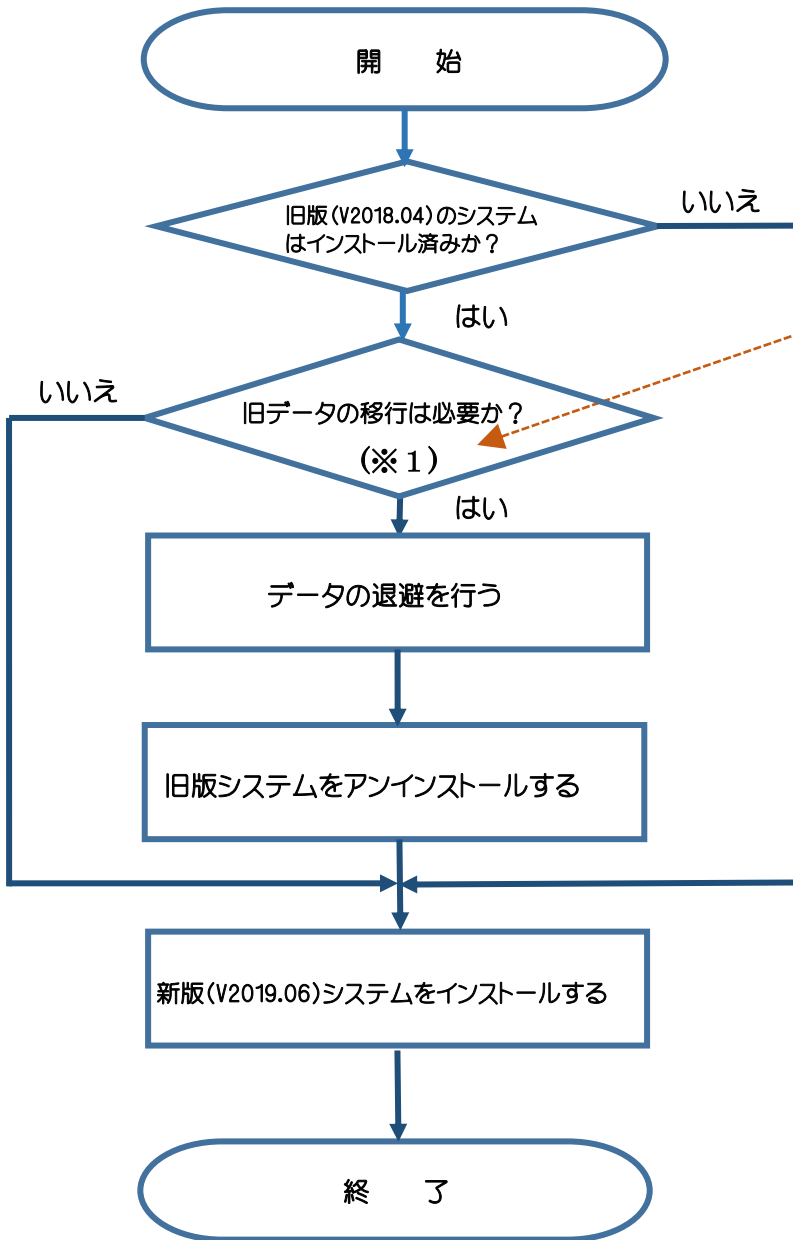 開　　始
旧版(V2018.04)のシステム
はインストール済みか？
いいえ
はい
いいえ
旧データの移行は必要か？
(※１)
はい
データの退避を行う
旧版システムをアンインストールする
新版(V2019.06)システムをインストールする
終　　了